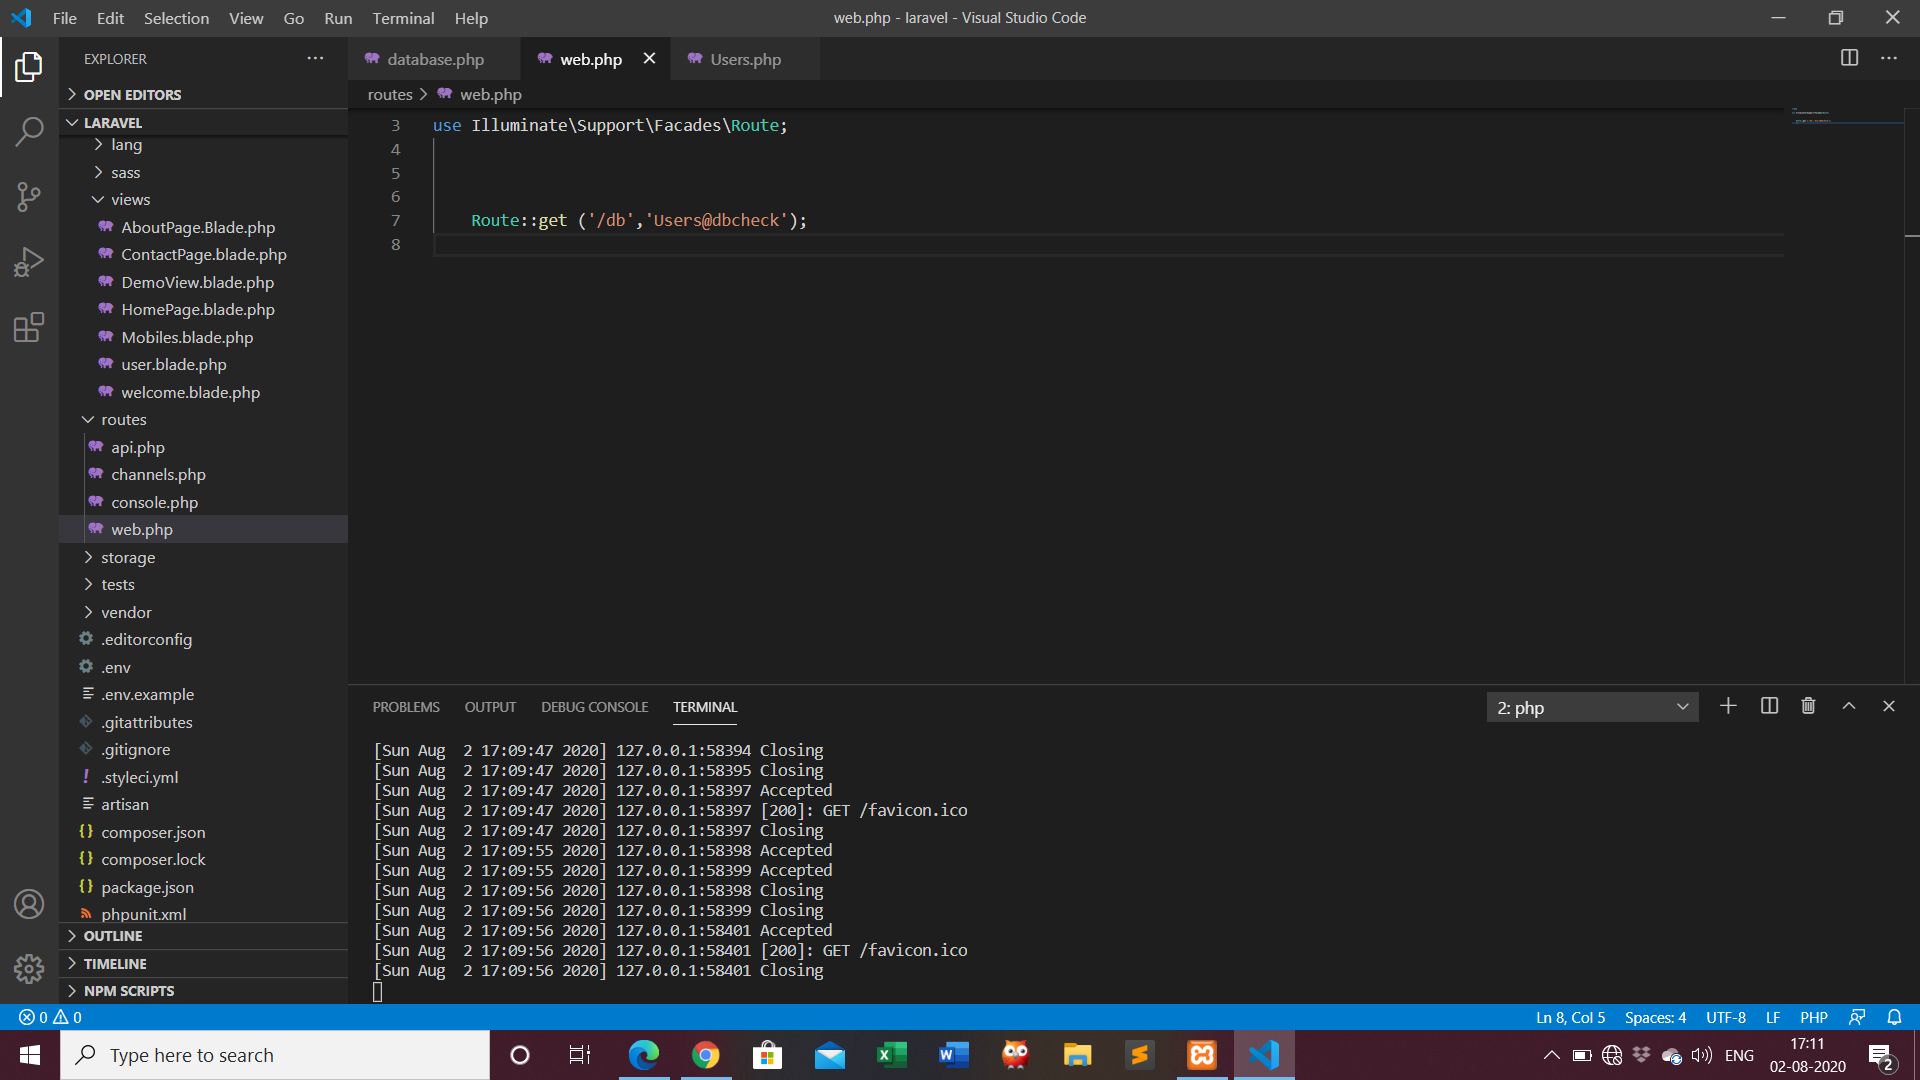 File Edit Selection View Go Run Terminal Help
web.php - laravel - Visual Studio Code
EXPLORER
OPEN EDITORS
LARAVEL
lang
sass
views
AboutPage.Blade.php
ContactPage.blade.php
DemoView.blade.php
HomePage.blade.php
Mobiles.blade.php
user.blade.php
welcome.blade.php
routes
api.php
channels.php
console.php
web.php
storage
tests
vendor
.editorconfig
.env
.env.example
.gitattributes
.gitignore
.styleci.yml
artisan
composer.json
composer.lock
package.json
phpunit.xml
OUTLINE
TIMELINE
NPM SCRIPTS
database.php web.php Users.php
routes > web.php
3 use Illuminate\Support\Facades\Route;
4
5
6
7 Route::get ('/db','Users@dbcheck');
8
PROBLEMS OUTPUT DEBUG CONSOLE TERMINAL
2: php
[Sun Aug  2 17:09:47 2020] 127.0.0.1:58394 Closing
[Sun Aug  2 17:09:47 2020] 127.0.0.1:58395 Closing
[Sun Aug  2 17:09:47 2020] 127.0.0.1:58397 Accepted
[Sun Aug  2 17:09:47 2020] 127.0.0.1:58397 [200]: GET /favicon.ico
[Sun Aug  2 17:09:47 2020] 127.0.0.1:58397 Closing
[Sun Aug  2 17:09:55 2020] 127.0.0.1:58398 Accepted
[Sun Aug  2 17:09:55 2020] 127.0.0.1:58399 Accepted
[Sun Aug  2 17:09:56 2020] 127.0.0.1:58398 Closing
[Sun Aug  2 17:09:56 2020] 127.0.0.1:58399 Closing
[Sun Aug  2 17:09:56 2020] 127.0.0.1:58401 Accepted
[Sun Aug  2 17:09:56 2020] 127.0.0.1:58401 [200]: GET /favicon.ico
[Sun Aug  2 17:09:56 2020] 127.0.0.1:58401 Closing
0 0
Ln 8, Col 5 Spaces: 4 UTF-8 LF PHP
Type here to search
ENG
17:11
02-08-2020
2